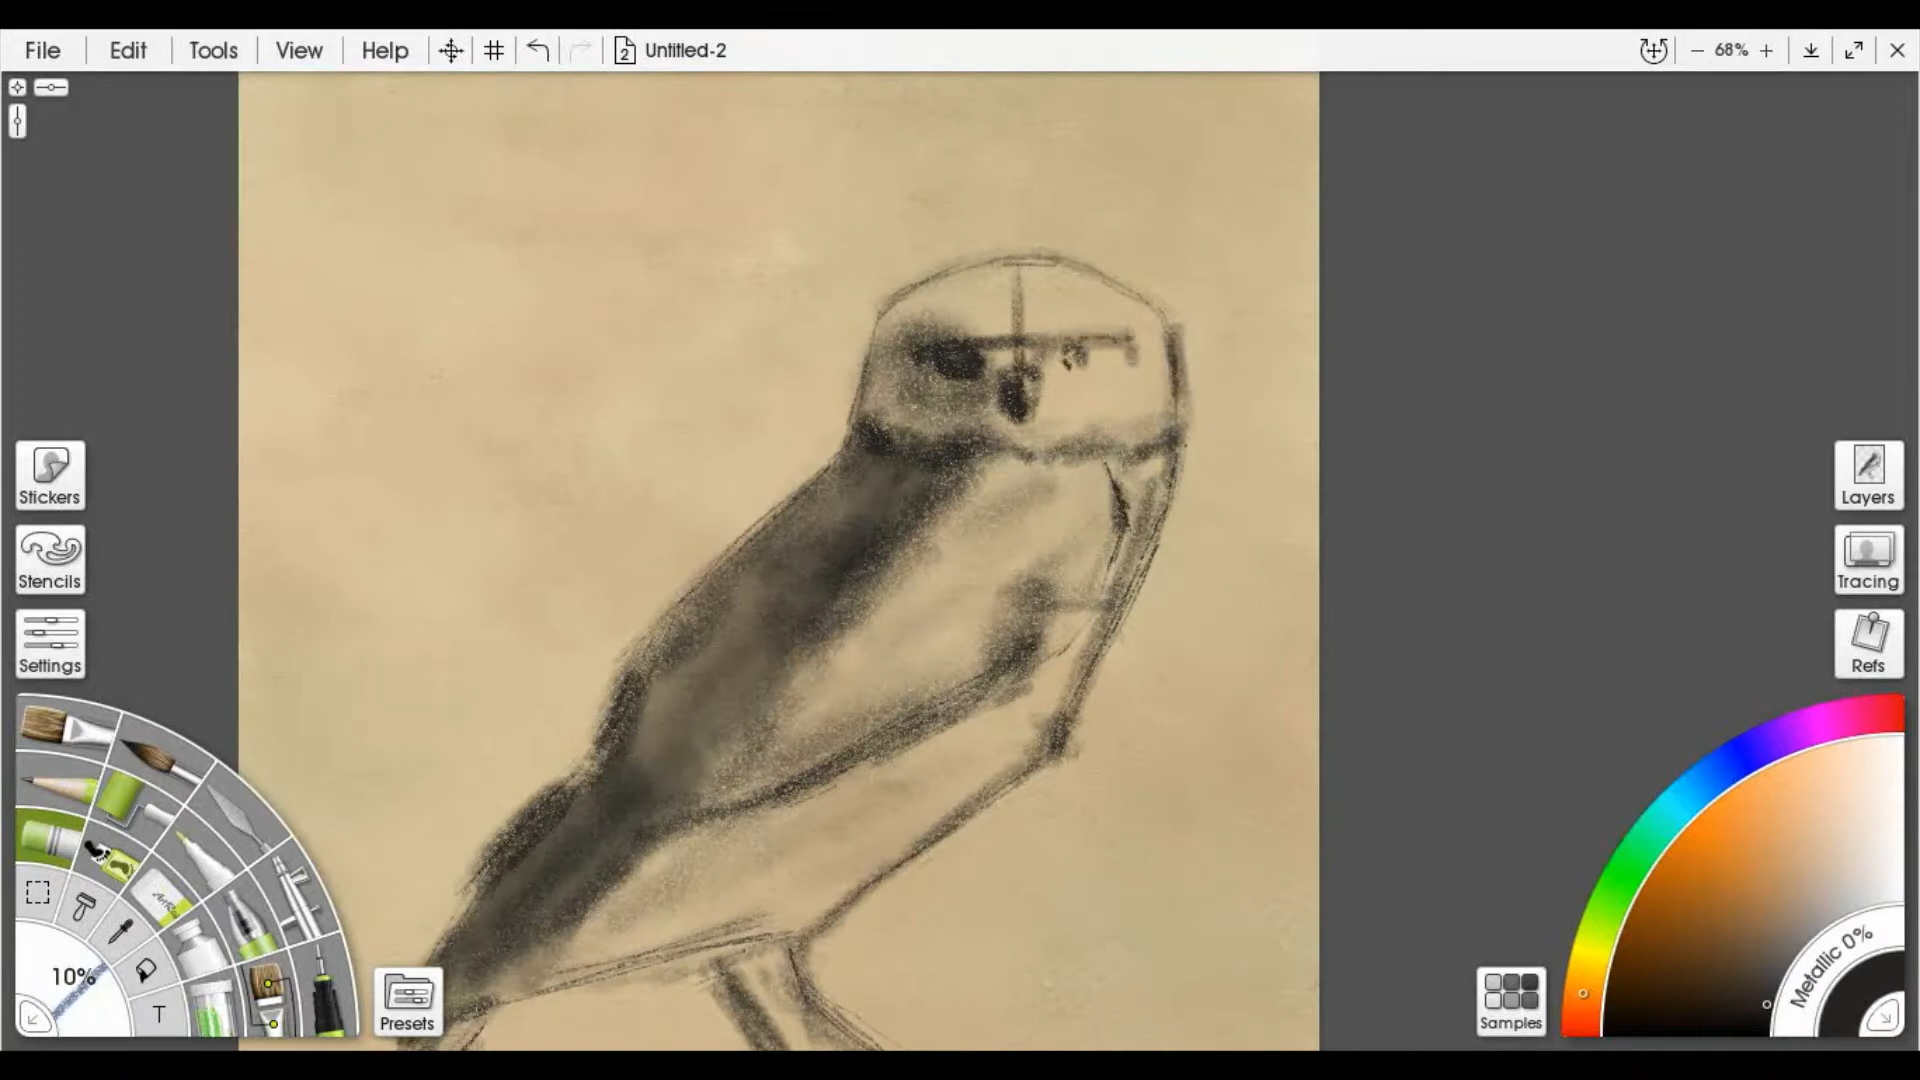 File Edit Tools View Help 2 Untitled-2 68%
Stickers
Stencils
Settings
Layers
Tracing
Refs
10%
T
Presets
Samples
Metallic 0%